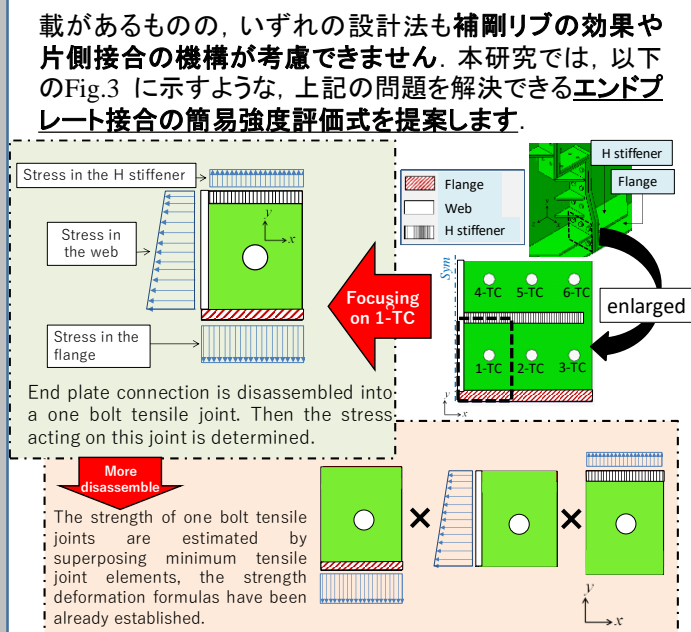 載があるものの，いずれの設計法も補剛リブの効果や
片側接合の機構が考慮できません．本研究では，以下
のFig.3 に示すような，上記の問題を解決できるエンドプ
レート接合の簡易強度評価式を提案します．
Stress in the H stiffener
Stress in
the web
Stress in the
flange
y
x
Flange
Web
H stiffener
H stiffener
Flange
Focusing
on 1-TC
Sym
4-TC
5-TC
6-TC
1-TC
2-TC
3-TC
enlarged
y
x
End plate connection is disassembled into
a one bolt tensile joint. Then the stress
acting on this joint is determined.
More
disassemble
The strength of one bolt tensile
joints are estimated by
superposing minimum tensile
joint elements, the strength
deformation formulas have been
already established.
×
×
y
x